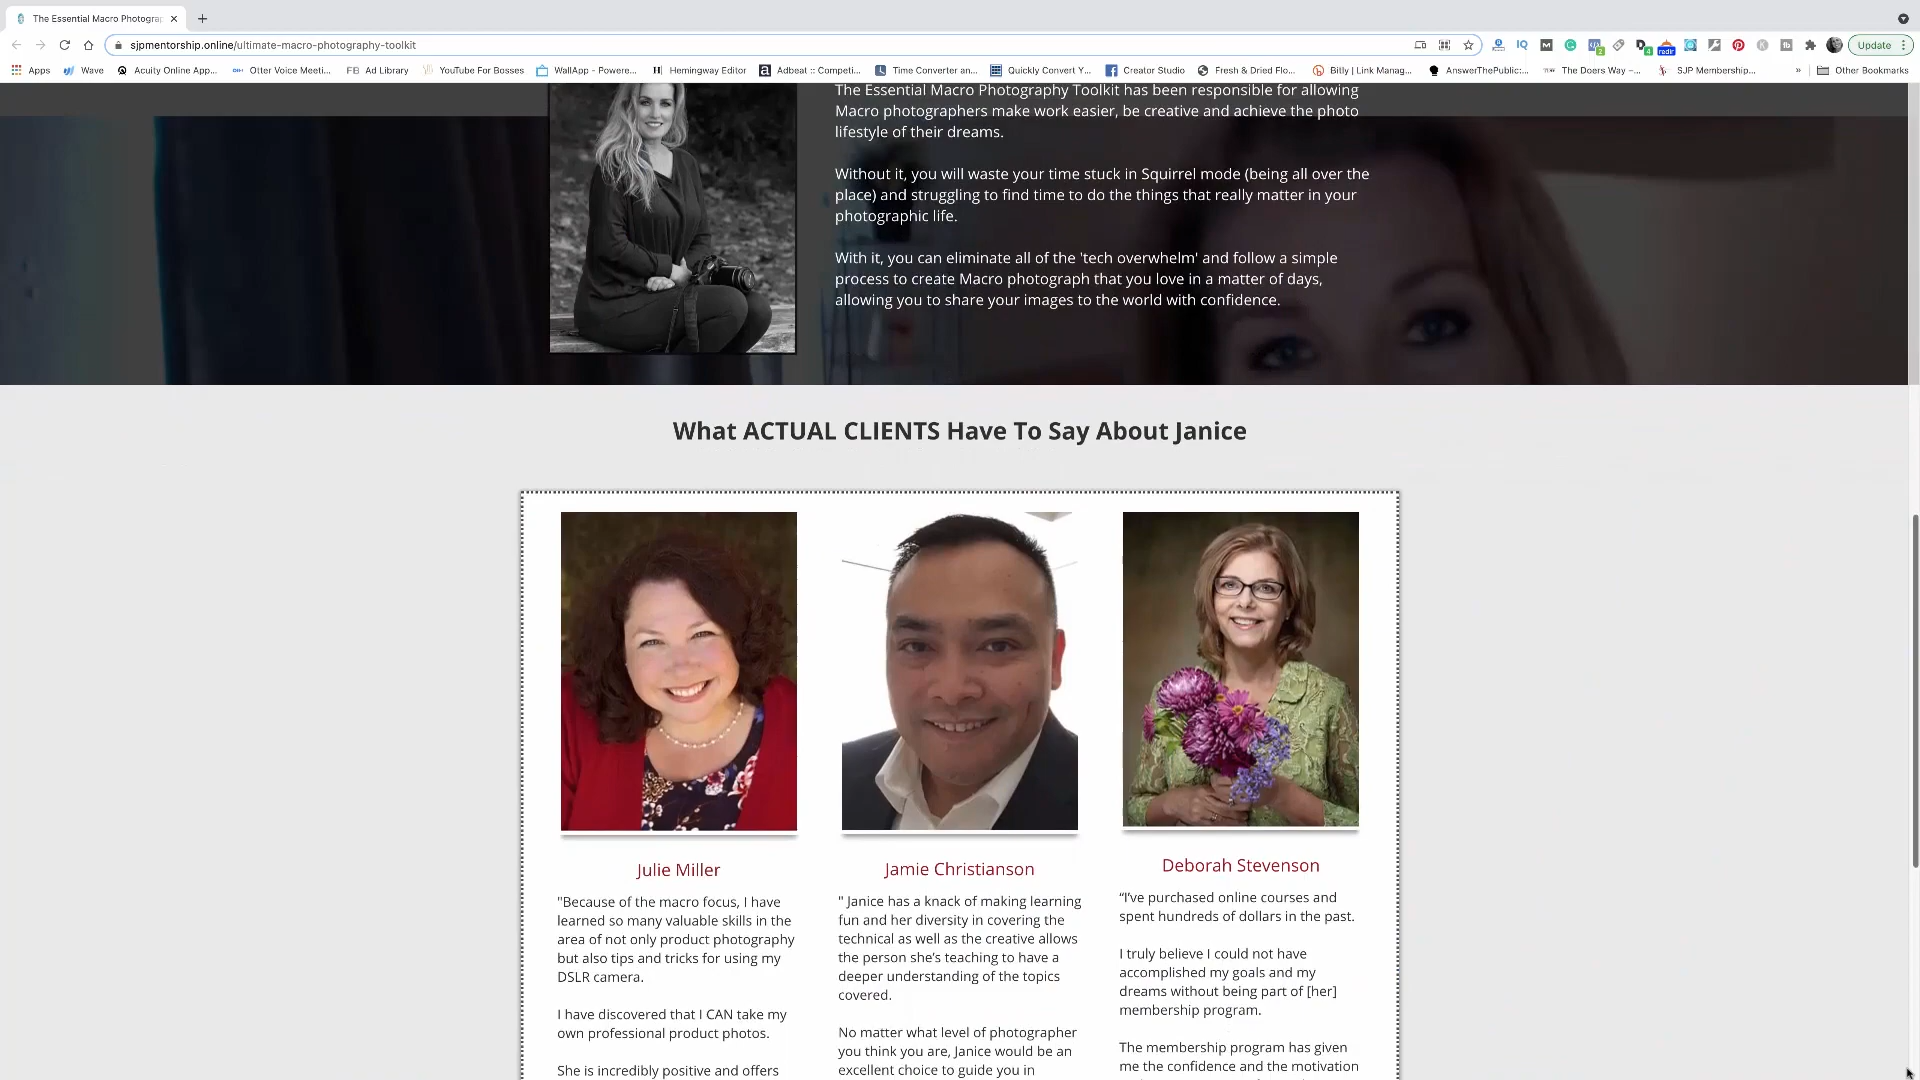 The Essential Macro Photogra
sjpmentorship.online/ultimate-macro-photography-toolkit
Update
Apps
Wave
Acuity Online App...
Otter Voice Meeti...
Ad Library
YouTube For Bosses
WallApp - Powere...
Hemingway Editor
Adbeat :: Competi...
Time Converter an...
Quickly Convert Y...
Creator Studio
Fresh & Dried Flo...
Bitly | Link Manag...
AnswerThePublic:...
The Doers Way –...
SJP Membership...
Other Bookmarks
The Essential Macro Photography Toolkit has been responsible for allowing
Macro photographers make work easier, be creative and achieve the photo
lifestyle of their dreams.
Without it, you will waste your time stuck in Squirrel mode (being all over the
place) and struggling to find time to do the things that really matter in your
photographic life.
With it, you can eliminate all of the 'tech overwhelm' and follow a simple
process to create Macro photograph that you love in a matter of days,
allowing you to share your images to the world with confidence.
What ACTUAL CLIENTS Have To Say About Janice
Julie Miller
"Because of the macro focus, I have
learned so many valuable skills in the
area of not only product photography
but also tips and tricks for using my
DSLR camera.
I have discovered that I CAN take my
own professional product photos.
She is incredibly positive and offers
Jamie Christianson
" Janice has a knack of making learning
fun and her diversity in covering the
technical as well as the creative allows
the person she’s teaching to have a
deeper understanding of the topics
covered.
No matter what level of photographer
you think you are, Janice would be an
excellent choice to guide you in
Deborah Stevenson
“I’ve purchased online courses and
spent hundreds of dollars in the past.
I truly believe I could not have
accomplished my goals and my
dreams without being part of [her]
membership program.
The membership program has given
me the confidence and the motivation